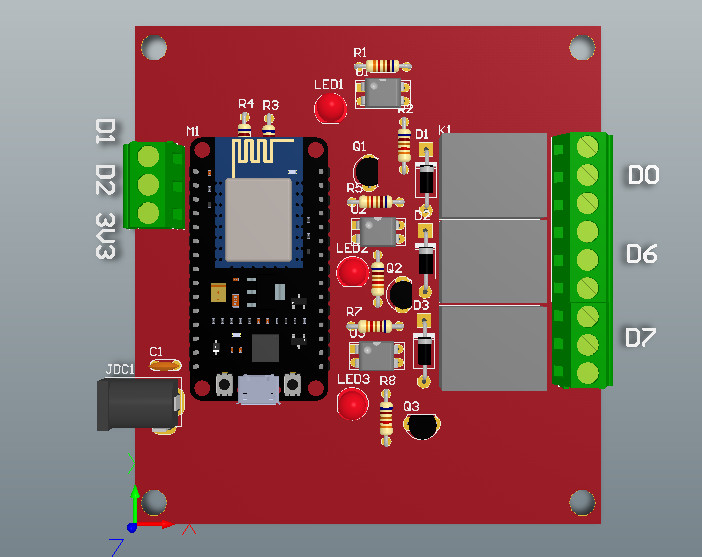 R1
U1
LED1
R4
R3
R2
M1
D1
K1
D1
Q1
D2
D0
R5
U2
D2
3V3
LED2
Q2
D6
D3
R7
U3
D7
C1
JDC1
LED3
R8
Q3
Z
X